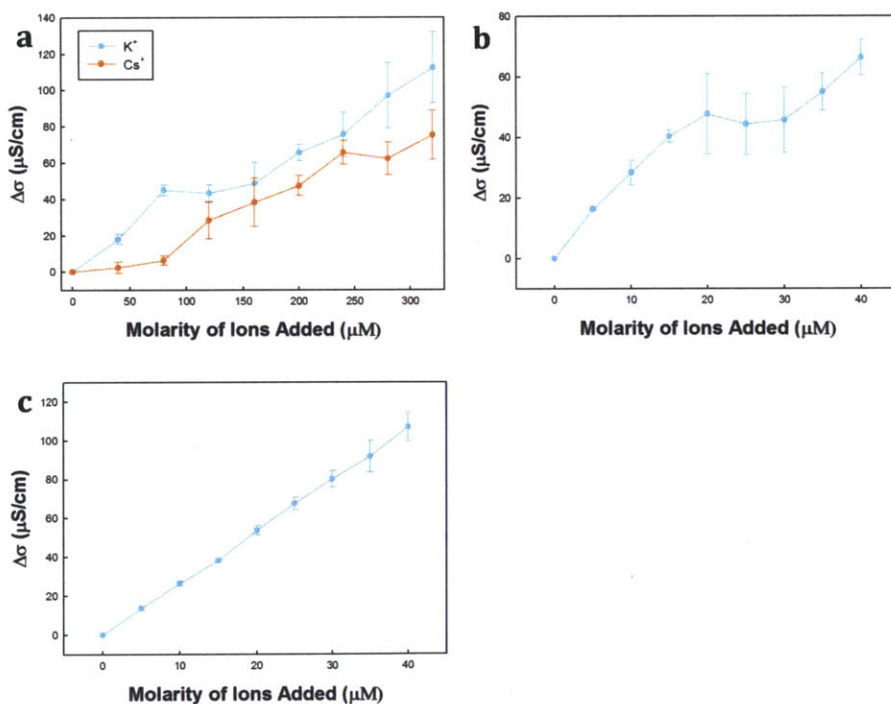 a
K⁺
Cs⁺
140
120
100
80
60
40
20
0
Δσ (μS/cm)
0 50 100 150 200 250 300
Molarity of Ions Added (μM)
b
80
60
40
20
0
Δσ (μS/cm)
0 10 20 30 40
Molarity of Ions Added (μM)
c
120
100
80
60
40
20
0
Δσ (μS/cm)
0 10 20 30 40
Molarity of Ions Added (μM)